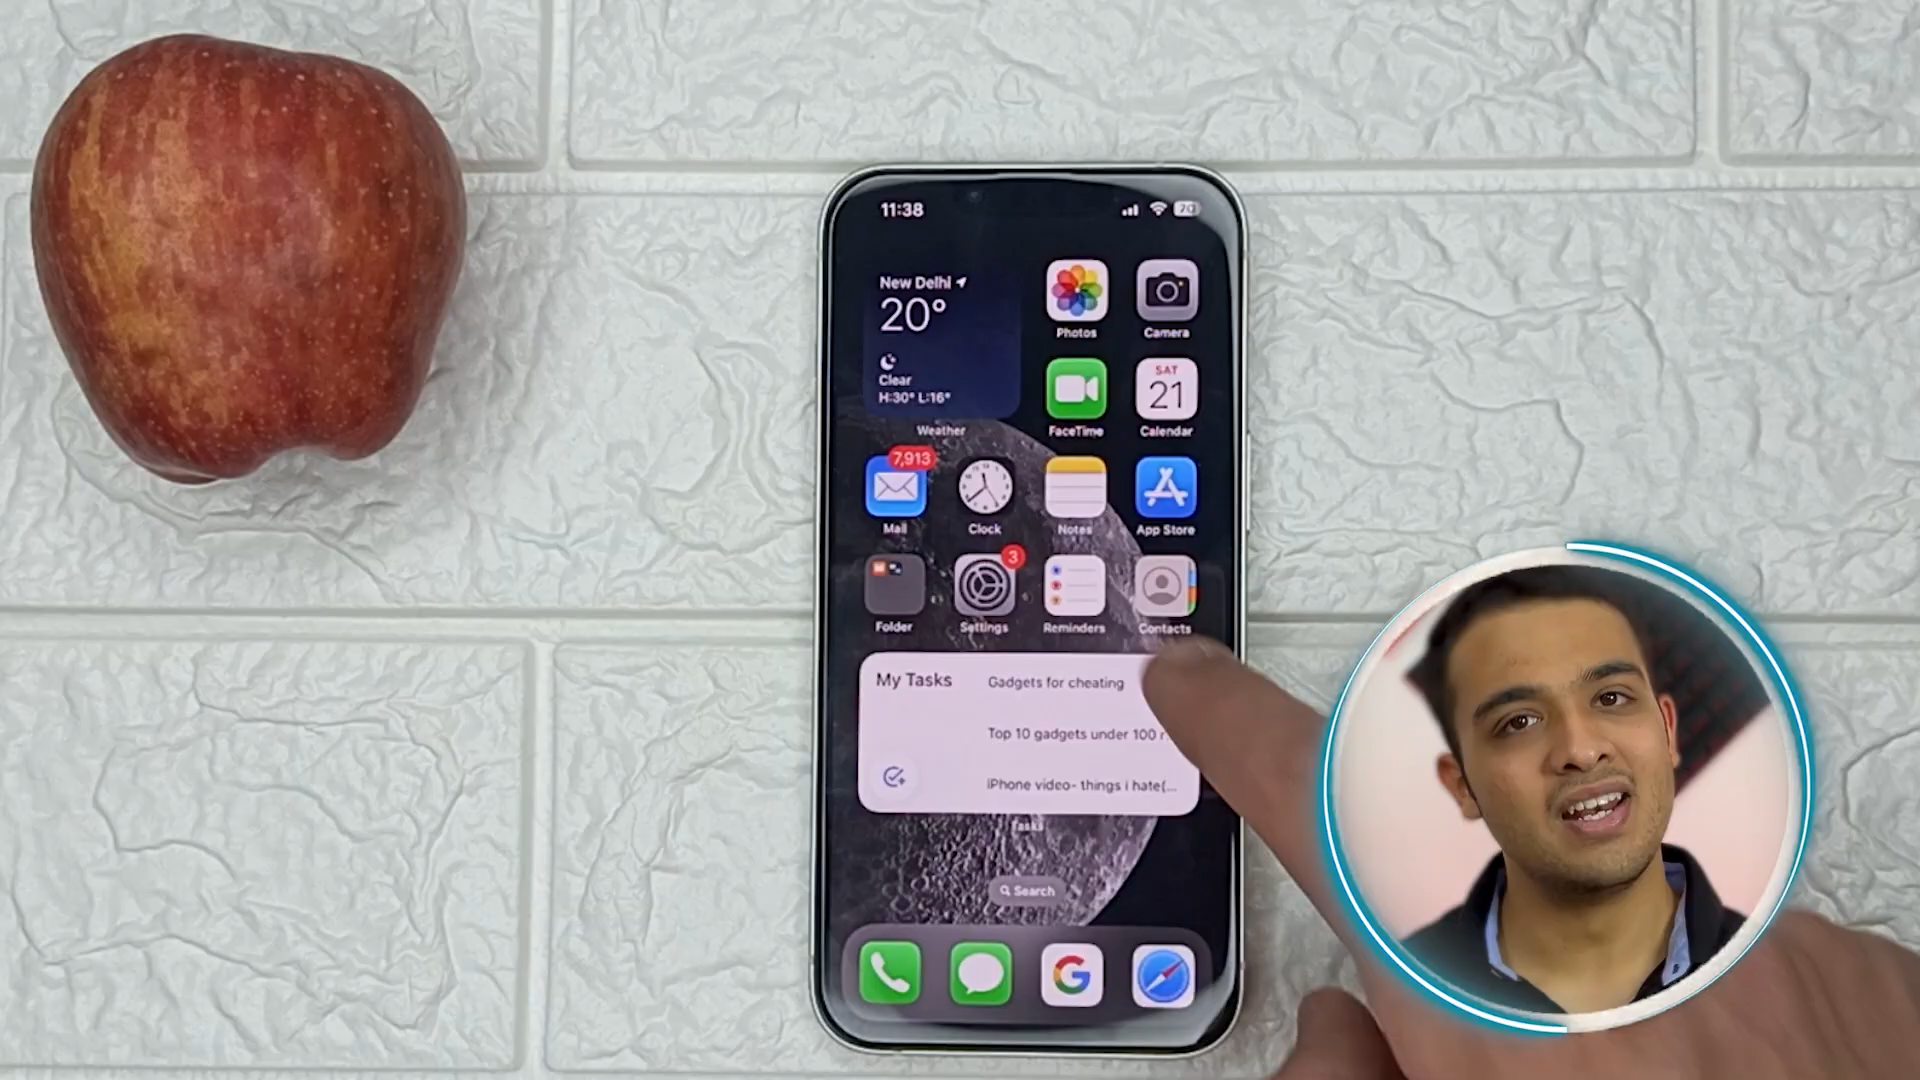 11:38
70
New Delhi
20°
Clear
H:30° L:16°
Weather
Photos
Camera
FaceTime
SAT
21
Calendar
7,913
Mail
Clock
Notes
App Store
Folder
3
Settings
Reminders
Contacts
My Tasks
Gadgets for cheating
Top 10 gadgets under 100 r...
iPhone video- things i hate(...
Tasks
Search
G